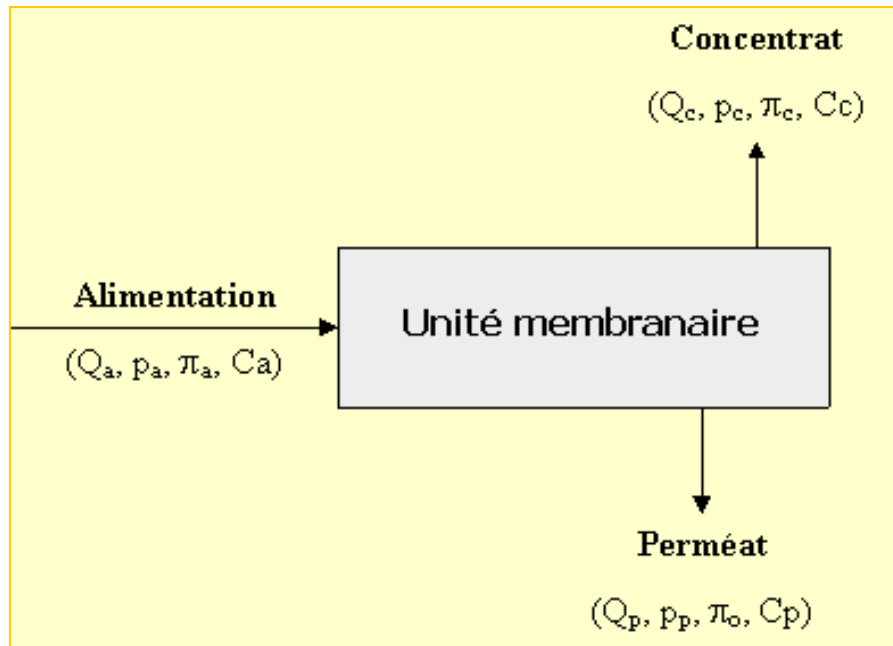 Concentrat
(Qc, pc, πc, Cc)
Alimentation
(Qa, pa, πa, Ca)
Unité membranaire
Perméat
(Qp, pp, πo, Cp)